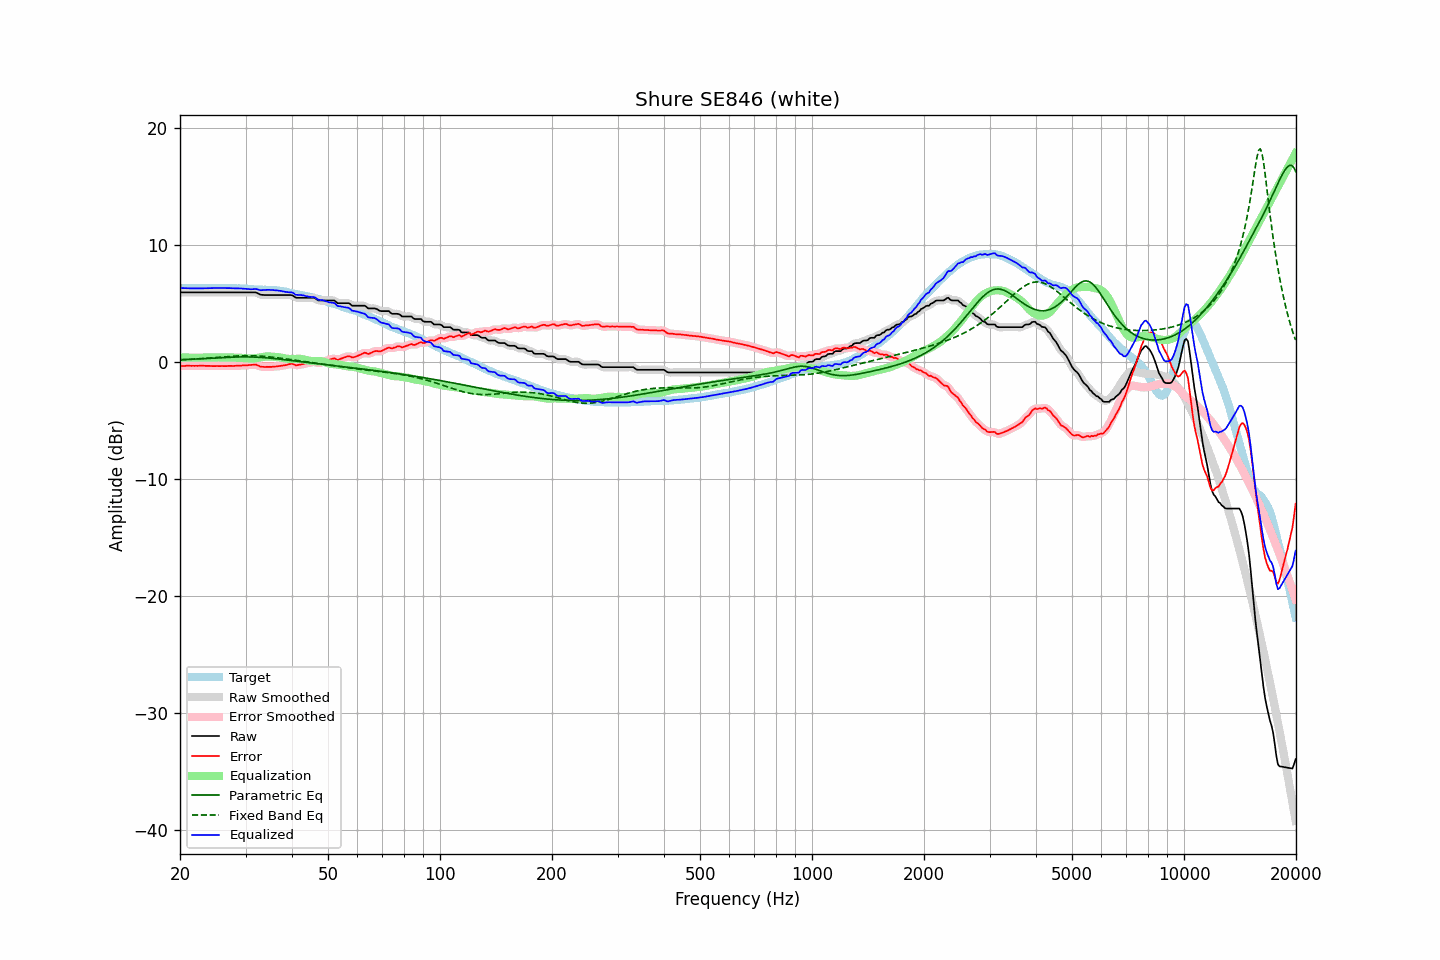 Shure SE846 (white)
20
10
0
−10
−20
−30
−40
Amplitude (dBr)
Target
Raw Smoothed
Error Smoothed
Raw
Error
Equalization
Parametric Eq
Fixed Band Eq
Equalized
20 50 100 200 500 1000 2000 5000 10000 20000
Frequency (Hz)